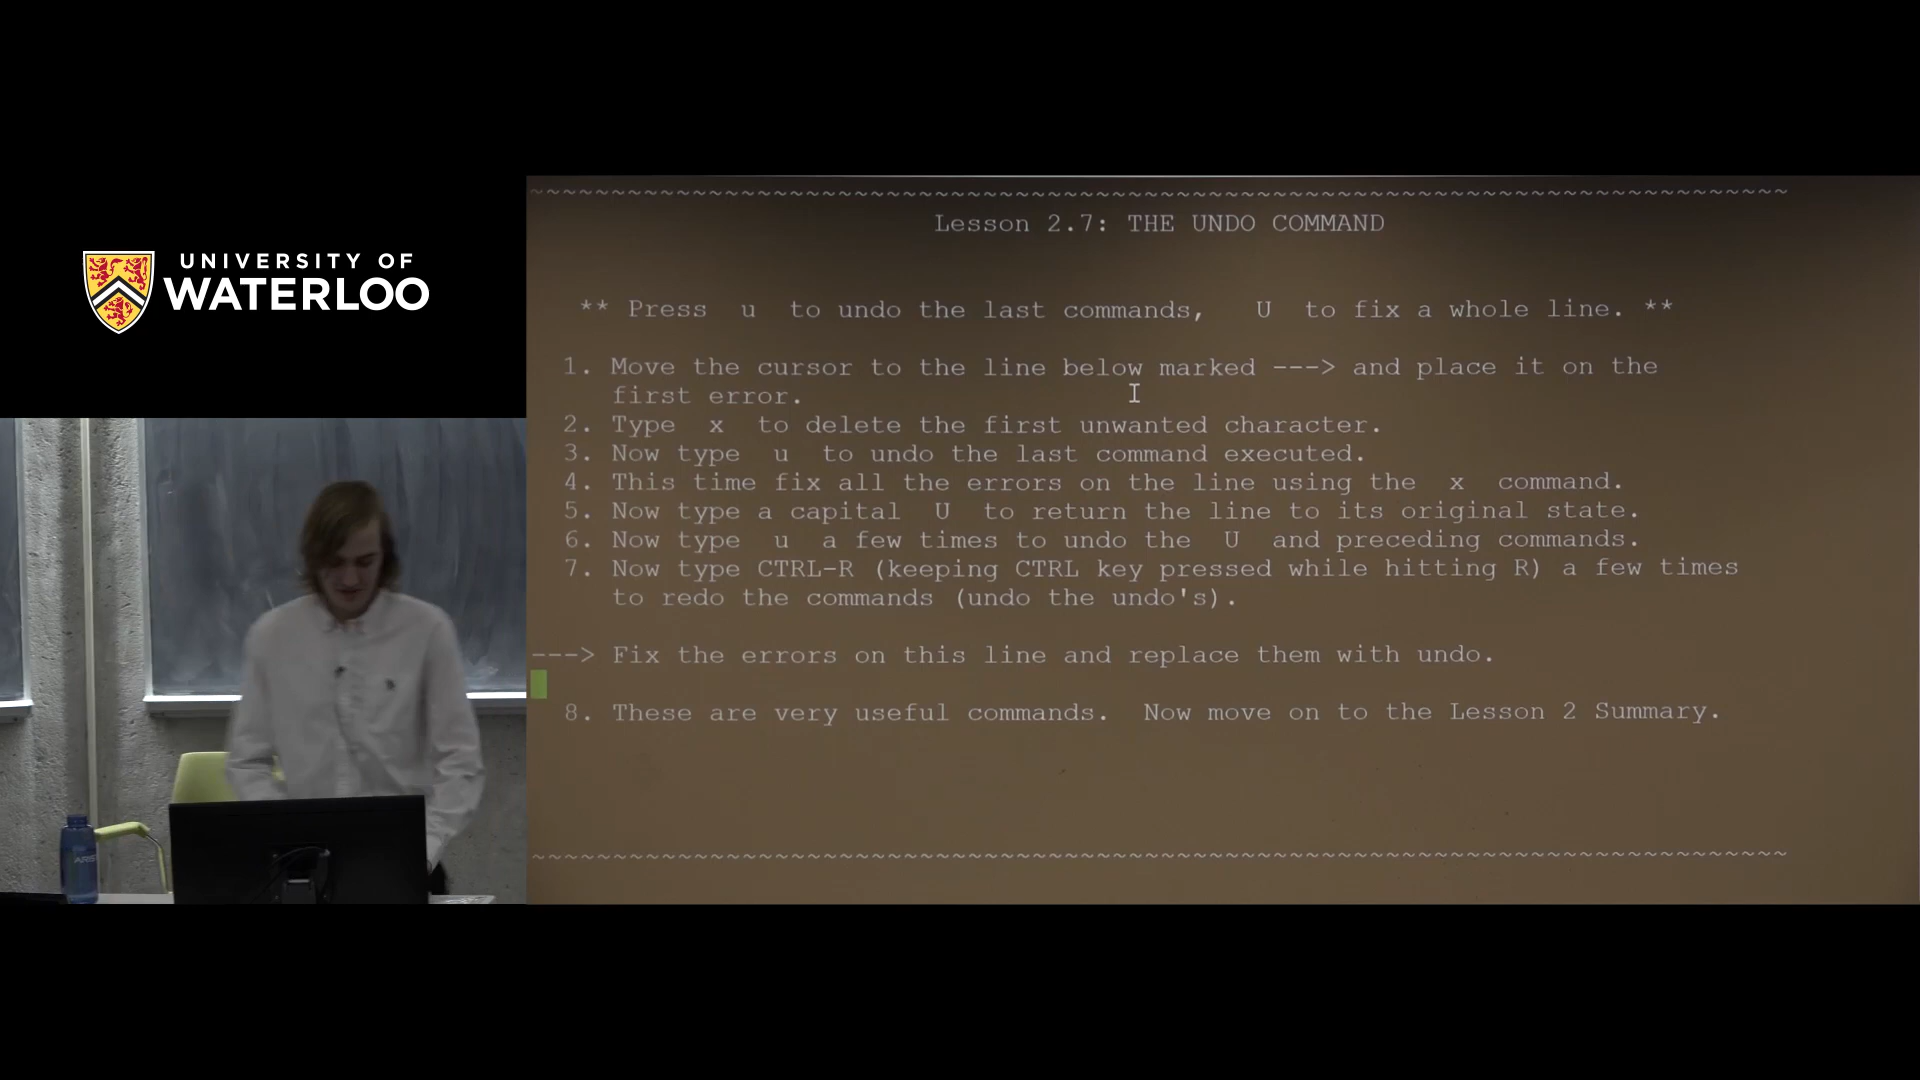 UNIVERSITY OF
WATERLOO
~~~~~~~~~~~~~~~~~~~~~~~~~~~~~~~~~~~~~~~~~~~~~~~~~~~~~~~~~~~~~~~~~~~~~~~~~~~~~~
Lesson 2.7: THE UNDO COMMAND
** Press  u  to undo the last commands,   U  to fix a whole line. **
1. Move the cursor to the line below marked ---> and place it on the
first error.
2. Type  x  to delete the first unwanted character.
3. Now type  u  to undo the last command executed.
4. This time fix all the errors on the line using the  x  command.
5. Now type a capital  U  to return the line to its original state.
6. Now type  u  a few times to undo the  U  and preceding commands.
7. Now type CTRL-R (keeping CTRL key pressed while hitting R) a few times
to redo the commands (undo the undo's).
---> Fix the errors on this line and replace them with undo.
8. These are very useful commands.  Now move on to the Lesson 2 Summary.
~~~~~~~~~~~~~~~~~~~~~~~~~~~~~~~~~~~~~~~~~~~~~~~~~~~~~~~~~~~~~~~~~~~~~~~~~~~~~~